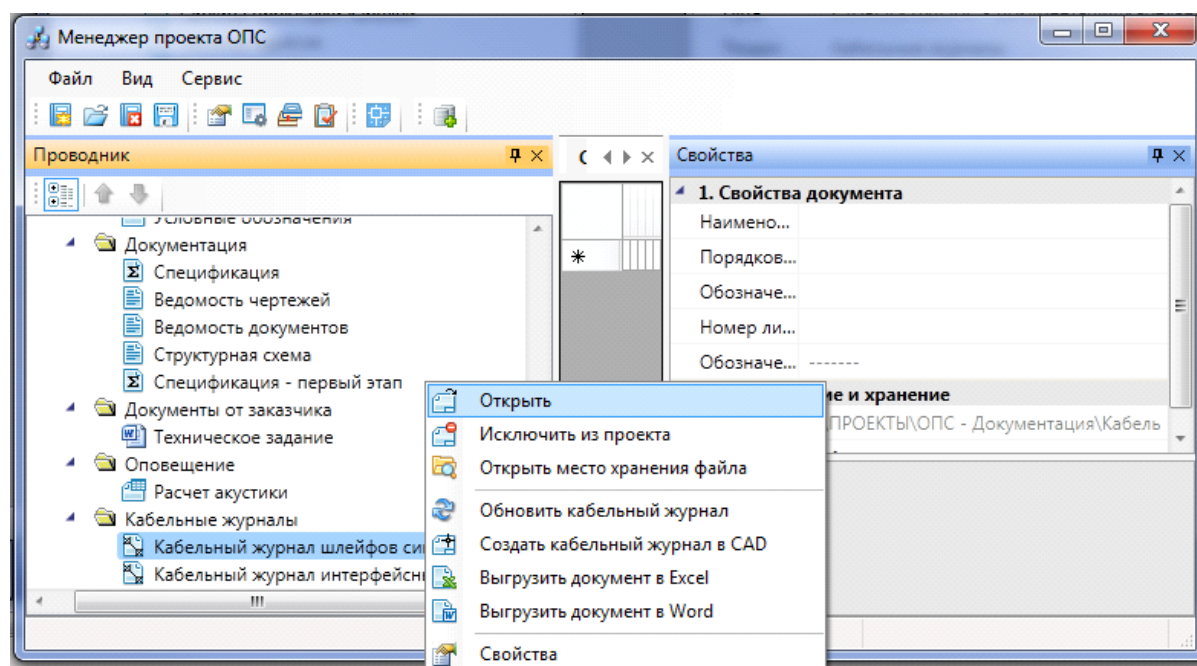 Менеджер проекта ОПС
Файл Вид Сервис
Проводник
Условные обозначения
Документация
Спецификация
Ведомость чертежей
Ведомость документов
Структурная схема
Спецификация - первый этап
Документы от заказчика
Техническое задание
Оповещение
Расчет акустики
Кабельные журналы
Кабельный журнал шлейфов си
Кабельный журнал интерфейсн
Открыть
Исключить из проекта
Открыть место хранения файла
Обновить кабельный журнал
Создать кабельный журнал в CAD
Выгрузить документ в Excel
Выгрузить документ в Word
Свойства
Свойства
1. Свойства документа
Наимено...
Порядков...
Обозначе...
Номер ли...
Обозначе... -------
ие и хранение
ПРОЕКТЫ\ОПС - Документация\Кабель